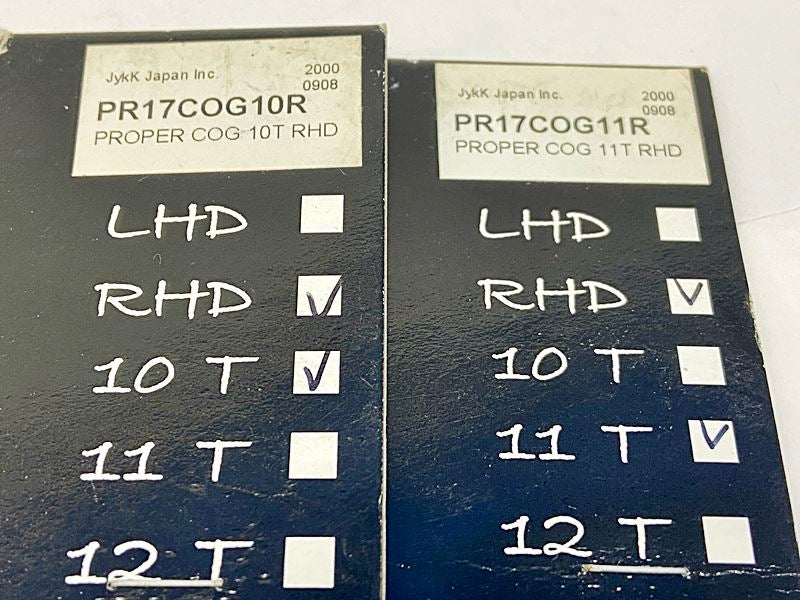 JykK Japan Inc. 2000
0908
PR17COG10R
PROPER COG 10T RHD
LHD
RHD
10 T
11 T
12 T
JykK Japan Inc. 2000
0908
PR17COG11R
PROPER COG 11T RHD
LHD
RHD
10 T
11 T
12 T